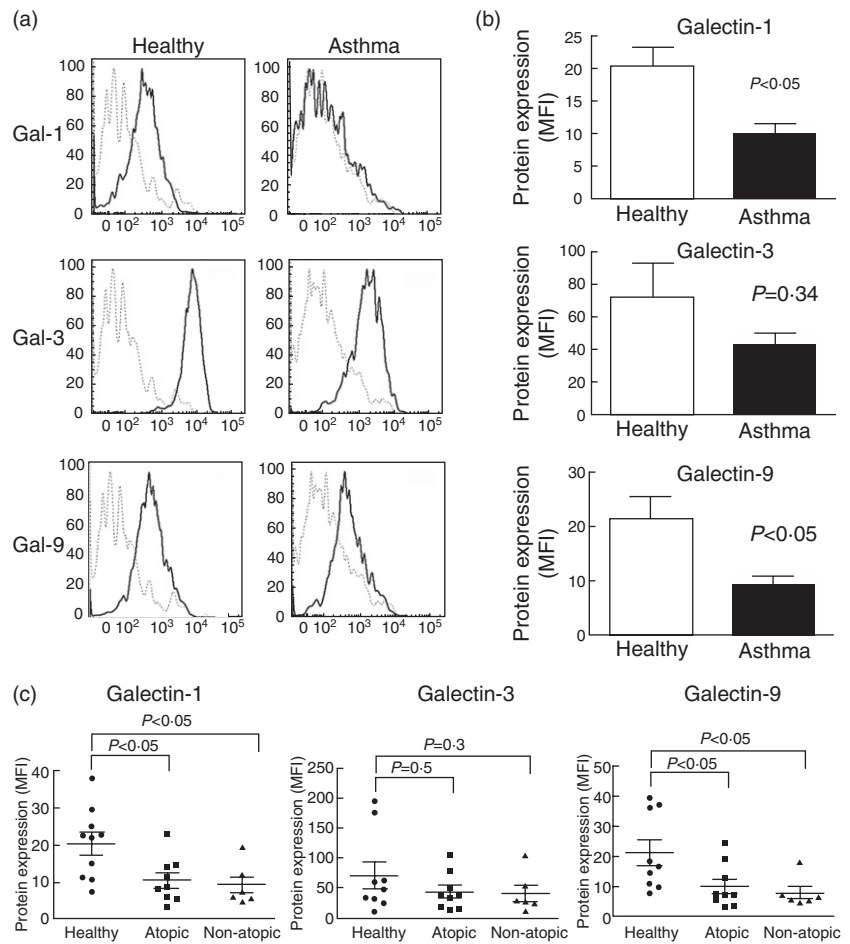 (a)
Healthy
Asthma
Gal-1
100
80
60
40
20
0
0 10² 10³ 10⁴ 10⁵
100
80
60
40
20
0
0 10² 10³ 10⁴ 10⁵
Gal-3
100
80
60
40
20
0
0 10² 10³ 10⁴ 10⁵
100
80
60
40
20
0
0 10² 10³ 10⁴ 10⁵
Gal-9
100
80
60
40
20
0
0 10² 10³ 10⁴ 10⁵
100
80
60
40
20
0
0 10² 10³ 10⁴ 10⁵
(b)
Galectin-1
Protein expression
(MFI)
25
20
15
10
5
0
P<0·05
Healthy
Asthma
Galectin-3
Protein expression
(MFI)
100
80
60
40
20
0
P=0·34
Healthy
Asthma
Galectin-9
Protein expression
(MFI)
30
20
10
0
P<0·05
Healthy
Asthma
(c)
Galectin-1
P<0·05
P<0·05
Protein expression (MFI)
40
30
20
10
0
Healthy Atopic Non-atopic
Galectin-3
P=0·3
P=0·5
Protein expression (MFI)
250
200
150
100
50
0
Healthy Atopic Non-atopic
Galectin-9
P<0·05
P<0·05
Protein expression (MFI)
50
40
30
20
10
0
Healthy Atopic Non-atopic